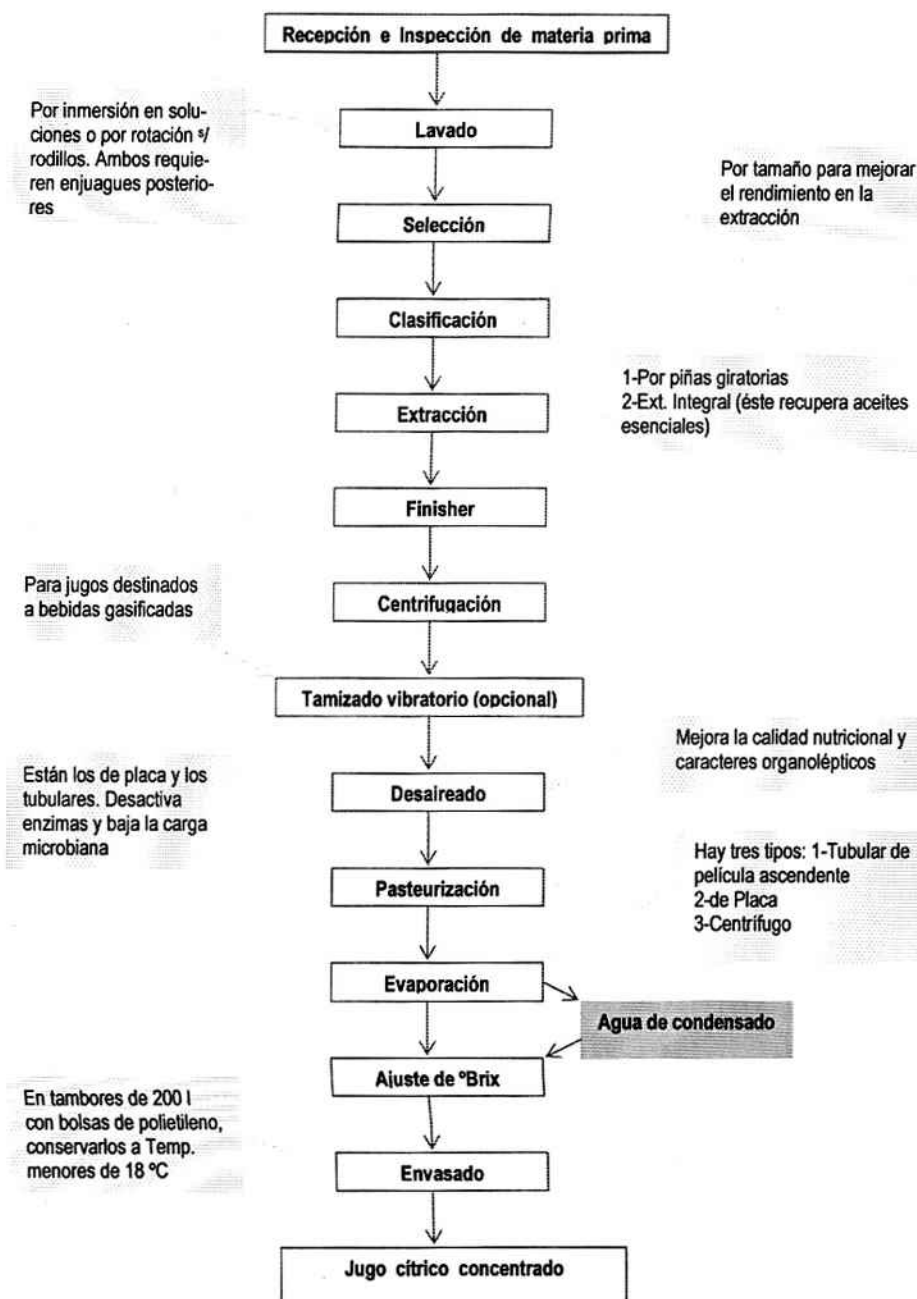 Recepción e Inspección de materia prima
Por inmersión en solu-
ciones o por rotación s/
rodillos. Ambos requie-
ren enjuagues posterio-
res
Lavado
Por tamaño para mejorar
el rendimiento en la
extracción
Selección
Clasificación
1-Por piñas giratorias
2-Ext. Integral (éste recupera aceites
esenciales)
Extracción
Finisher
Para jugos destinados
a bebidas gasificadas
Centrifugación
Tamizado vibratorio (opcional)
Mejora la calidad nutricional y
caracteres organolépticos
Están los de placa y los
tubulares. Desactiva
enzimas y baja la carga
microbiana
Desaireado
Hay tres tipos: 1-Tubular de
película ascendente
2-de Placa
3-Centrífugo
Pasteurización
Evaporación
Agua de condensado
Ajuste de ºBrix
En tambores de 200 l
con bolsas de polietileno,
conservarlos a Temp.
menores de 18 ºC
Envasado
Jugo cítrico concentrado